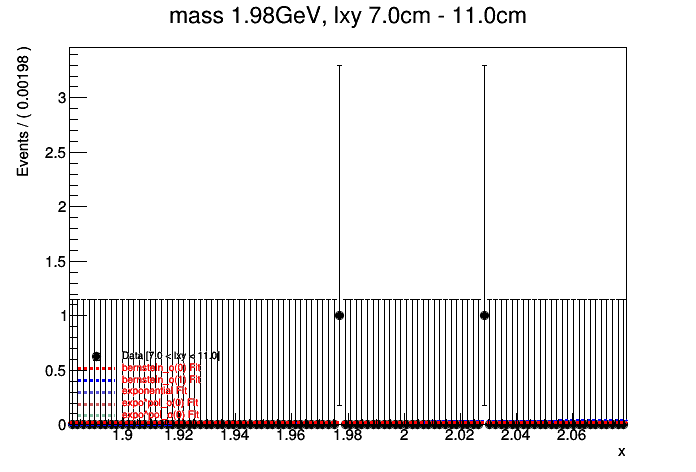 mass 1.98GeV, lxy 7.0cm - 11.0cm
Events / ( 0.00198 )
3
2.5
2
1.5
1
0.5
0
Data [7.0 < lxy < 11.0]
bernstein_o(0) Fit
bernstein_o(1) Fit
exponential Fit
1.9 1.92 1.94 1.96 1.98 2 2.02 2.04 2.06
x